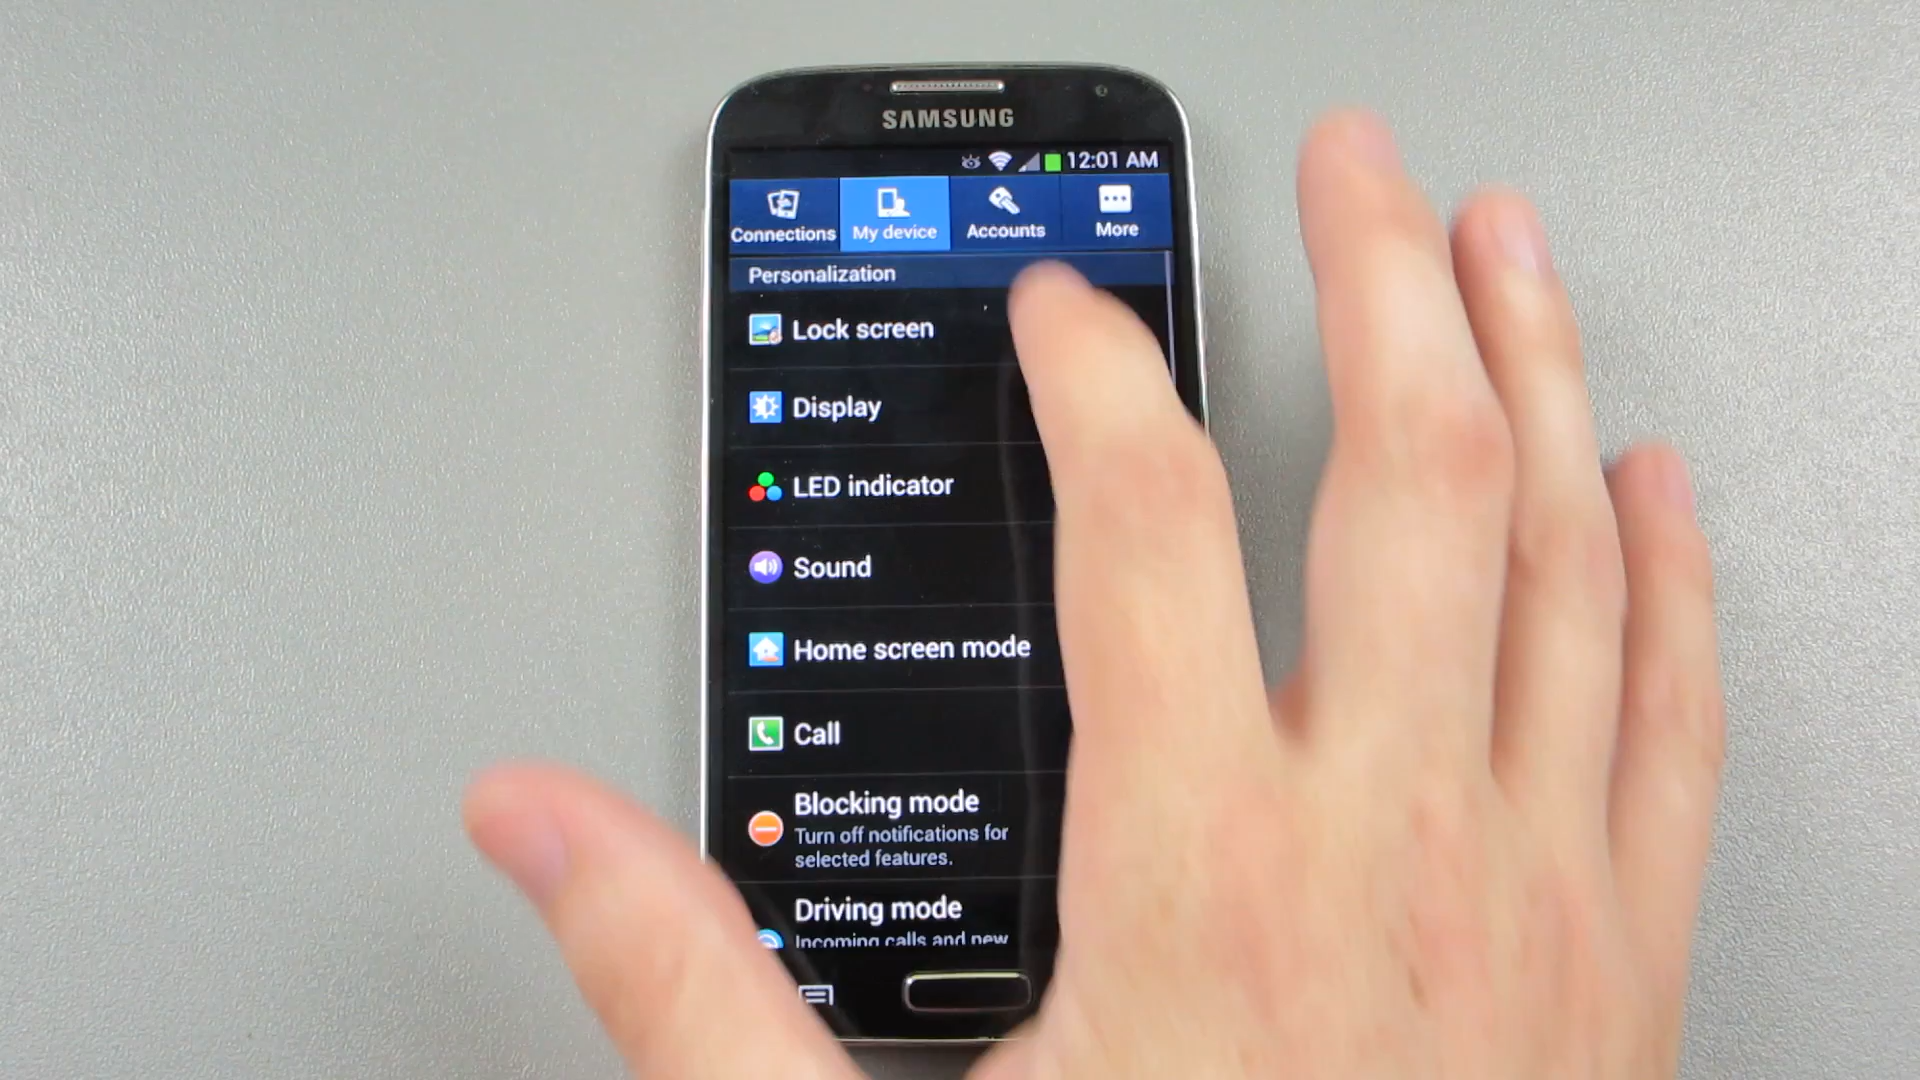 SAMSUNG
12:01 AM
Connections My device Accounts More
Personalization
Lock screen
Display
LED indicator
Sound
Home screen mode
Call
Blocking mode
Turn off notifications for
selected features.
Driving mode
Incoming calls and new